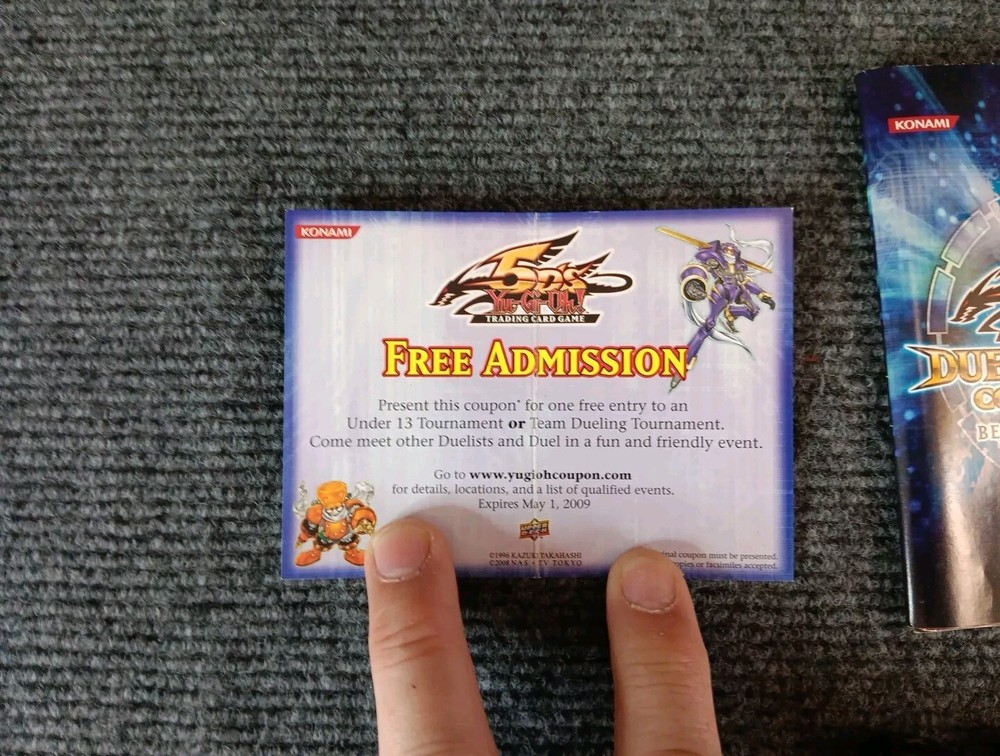 KONAMI
5D's
Yu-Gi-Oh!
TRADING CARD GAME
FREE ADMISSION
Present this coupon* for one free entry to an
Under 13 Tournament or Team Dueling Tournament.
Come meet other Duelists and Duel in a fun and friendly event.
Go to www.yugiohcoupon.com
for details, locations, and a list of qualified events.
Expires May 1, 2009
UPPER DECK
©1996 KAZUKI TAKAHASHI
©2008 NAS • TV TOKYO
coupon must be presented.
or facsimiles accepted.
KONAMI